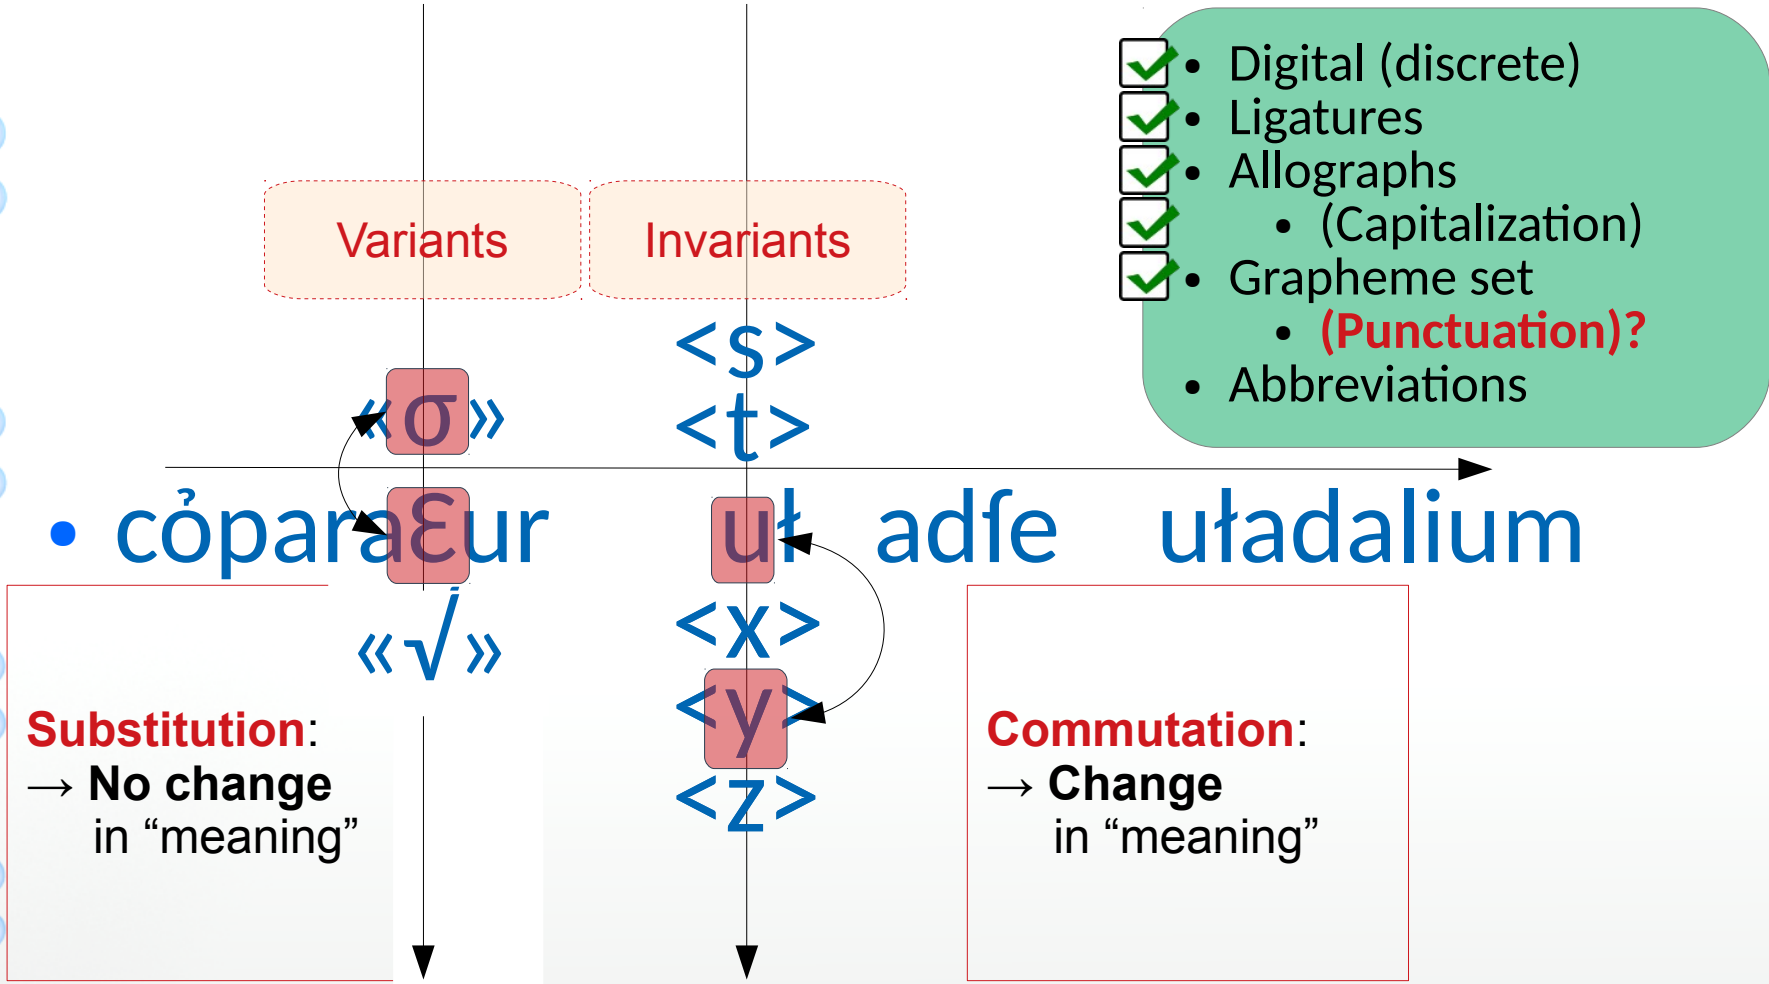 • Digital (discrete)
• Ligatures
• Allographs
• (Capitalization)
• Grapheme set
• (Punctuation)?
• Abbreviations
Variants
Invariants
<s>
«σ»
<t>
• cỏparaƐur uł adſe uładalium
«√»
<x>
<y>
<z>
Substitution:
→ No change
in “meaning”
Commutation:
→ Change
in “meaning”